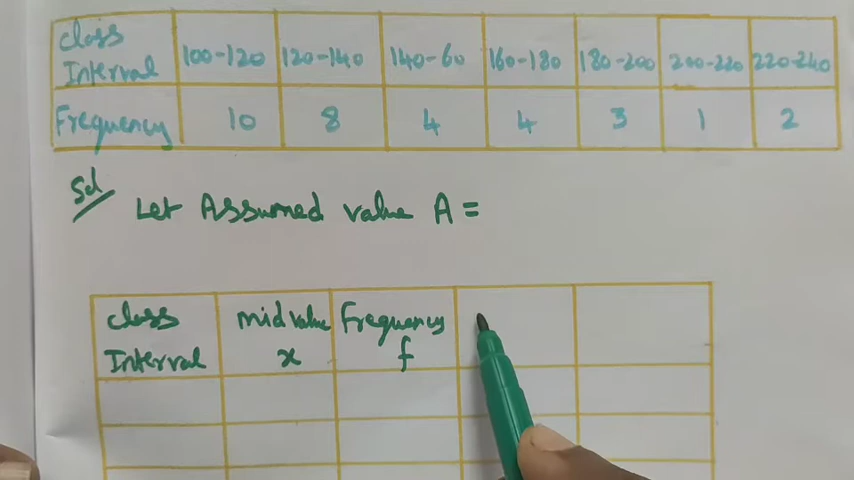 Class Interval 100-120 120-140 140-60 160-180 180-200 200-220 220-240
Frequency 10 8 4 4 3 1 2
Sol
Let Assumed value A =
Class Interval mid value x Frequency f